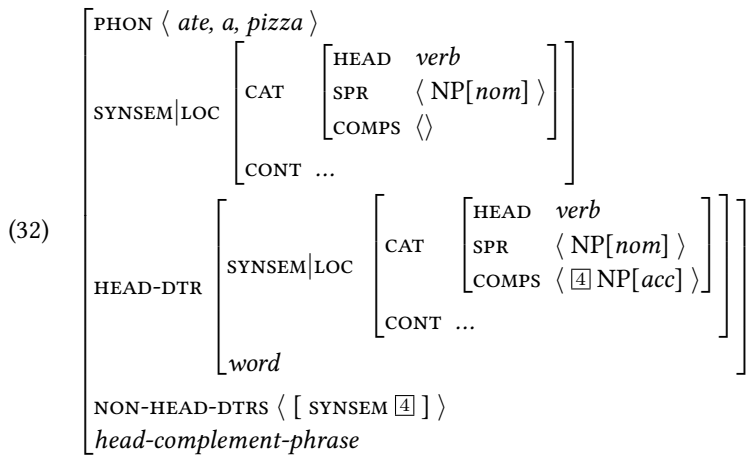 PHON ⟨ ate, a, pizza ⟩
HEAD verb
CAT SPR ⟨ NP[nom] ⟩
SYNSEM|LOC COMPS ⟨⟩
CONT ...
(32)
HEAD verb
CAT SPR ⟨ NP[nom] ⟩
SYNSEM|LOC COMPS ⟨ 4 NP[acc] ⟩
HEAD-DTR
CONT ...
word
NON-HEAD-DTRS ⟨ [ SYNSEM 4 ] ⟩
head-complement-phrase